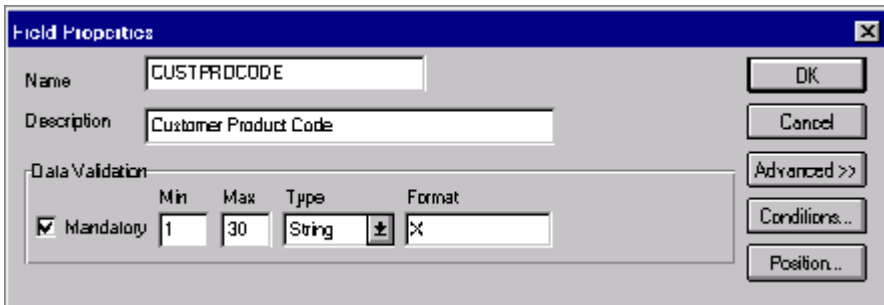 Field Properties
Name CUSTPROCODE OK
Description Customer Product Code Cancel
Data Validation Advanced >>
Min Max Type Format
Mandatory 1 30 String X Conditions...
Position...